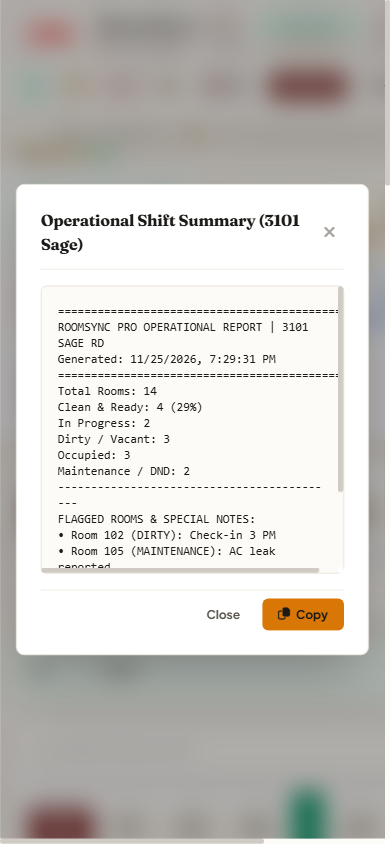 Operational Shift Summary (3101
Sage)
×
========================================
ROOMSYNC PRO OPERATIONAL REPORT | 3101
SAGE RD
Generated: 11/25/2026, 7:29:31 PM
========================================
Total Rooms: 14
Clean & Ready: 4 (29%)
In Progress: 2
Dirty / Vacant: 3
Occupied: 3
Maintenance / DND: 2
----------------------------------------
---
FLAGGED ROOMS & SPECIAL NOTES:
• Room 102 (DIRTY): Check-in 3 PM
• Room 105 (MAINTENANCE): AC leak
reported
Close
Copy